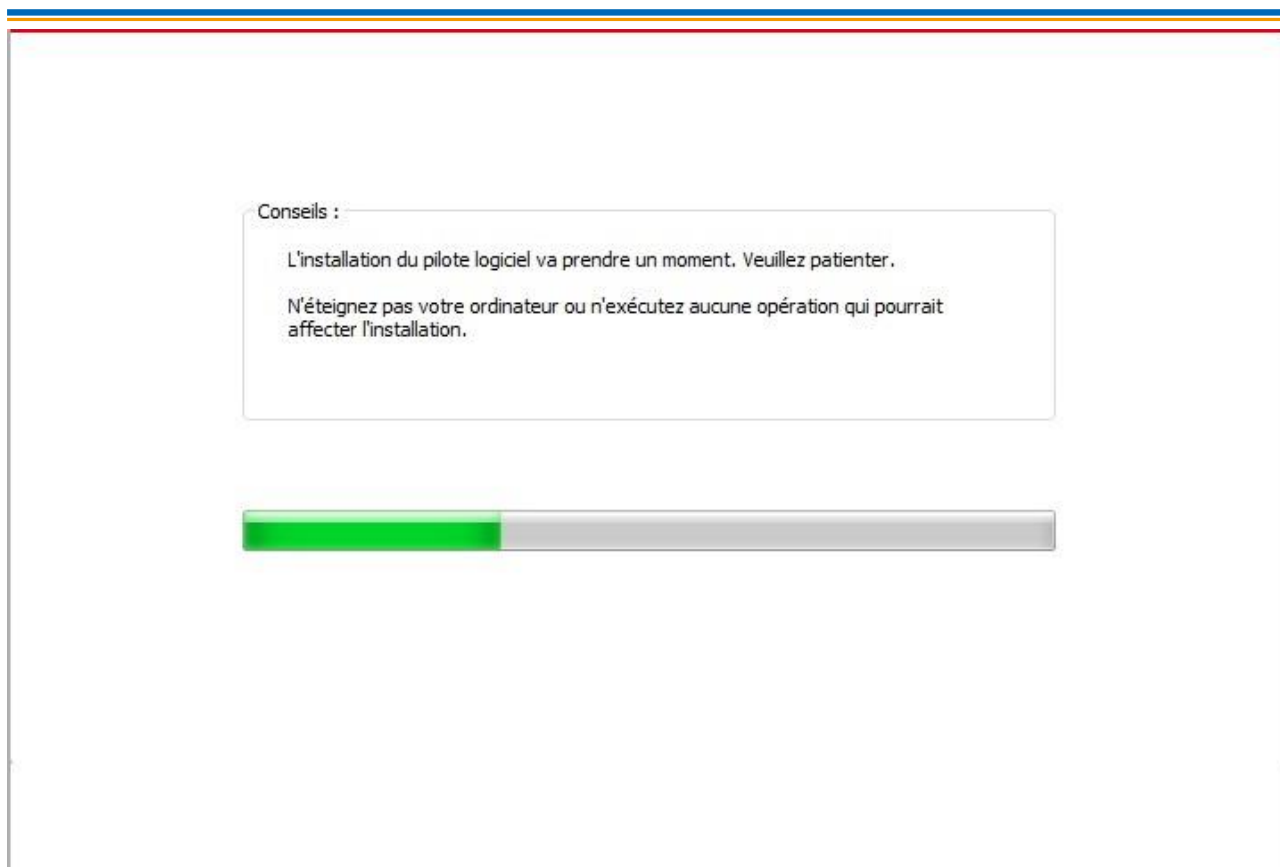 Conseils :
L'installation du pilote logiciel va prendre un moment. Veuillez patienter.
N'éteignez pas votre ordinateur ou n'exécutez aucune opération qui pourrait
affecter l'installation.